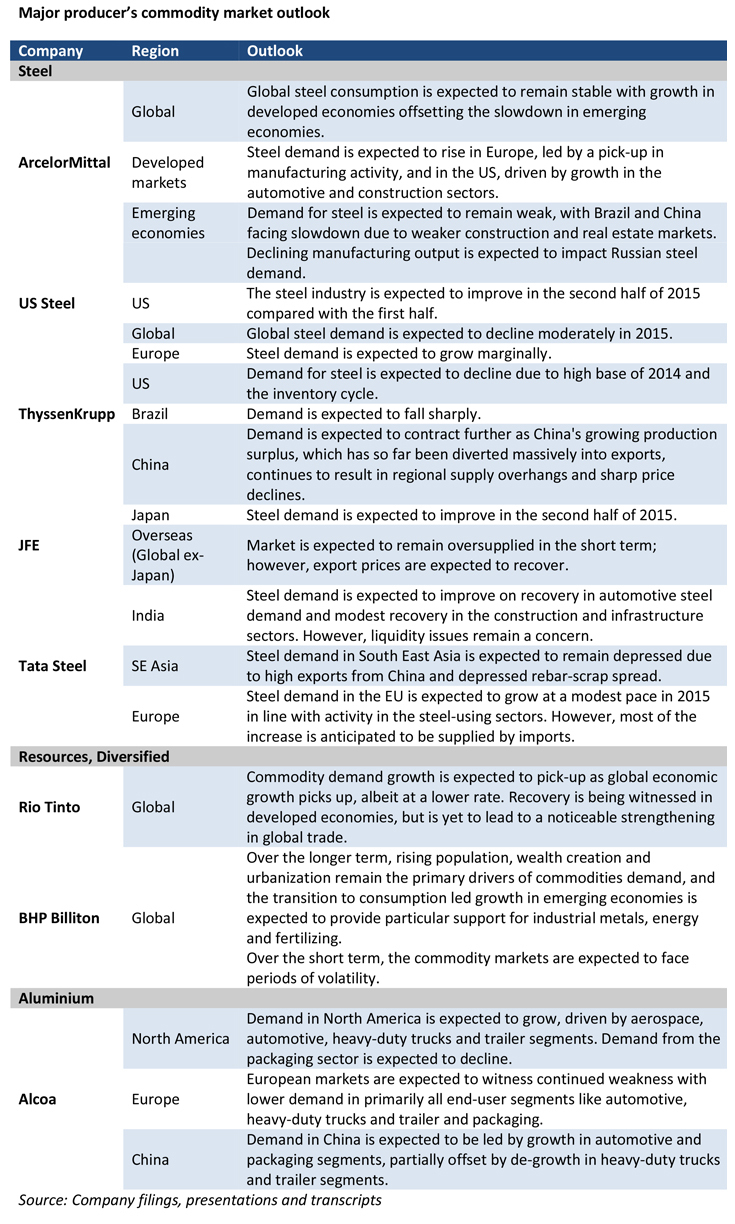 Major producer's commodity market outlook
Company Region Outlook
Steel
Global
Global steel consumption is expected to remain stable with growth in
developed economies offsetting the slowdown in emerging
economies.
ArcelorMittal
Developed
markets
Steel demand is expected to rise in Europe, led by a pick-up in
manufacturing activity, and in the US, driven by growth in the
automotive and construction sectors.
Emerging
economies
Demand for steel is expected to remain weak, with Brazil and China
facing slowdown due to weaker construction and real estate markets.
Declining manufacturing output is expected to impact Russian steel
demand.
US Steel
US
The steel industry is expected to improve in the second half of 2015
compared with the first half.
Global
Global steel demand is expected to decline moderately in 2015.
Europe
Steel demand is expected to grow marginally.
US
Demand for steel is expected to decline due to high base of 2014 and
the inventory cycle.
ThyssenKrupp
Brazil
Demand is expected to fall sharply.
China
Demand is expected to contract further as China's growing production
surplus, which has so far been diverted massively into exports,
continues to result in regional supply overhangs and sharp price
declines.
Japan
Steel demand is expected to improve in the second half of 2015.
JFE
Overseas
(Global ex-
Japan)
Market is expected to remain oversupplied in the short term;
however, export prices are expected to recover.
India
Steel demand is expected to improve on recovery in automotive steel
demand and modest recovery in the construction and infrastructure
sectors. However, liquidity issues remain a concern.
Tata Steel
SE Asia
Steel demand in South East Asia is expected to remain depressed due
to high exports from China and depressed rebar-scrap spread.
Europe
Steel demand in the EU is expected to grow at a modest pace in 2015
in line with activity in the steel-using sectors. However, most of the
increase is anticipated to be supplied by imports.
Resources, Diversified
Rio Tinto
Global
Commodity demand growth is expected to pick-up as global economic
growth picks up, albeit at a lower rate. Recovery is being witnessed in
developed economies, but is yet to lead to a noticeable strengthening
in global trade.
BHP Billiton
Global
Over the longer term, rising population, wealth creation and
urbanization remain the primary drivers of commodities demand, and
the transition to consumption led growth in emerging economies is
expected to provide particular support for industrial metals, energy
and fertilizing.
Over the short term, the commodity markets are expected to face
periods of volatility.
Aluminium
North America
Demand in North America is expected to grow, driven by aerospace,
automotive, heavy-duty trucks and trailer segments. Demand from the
packaging sector is expected to decline.
Alcoa
Europe
European markets are expected to witness continued weakness with
lower demand in primarily all end-user segments like automotive,
heavy-duty trucks and trailer and packaging.
China
Demand in China is expected to be led by growth in automotive and
packaging segments, partially offset by de-growth in heavy-duty trucks
and trailer segments.
Source: Company filings, presentations and transcripts